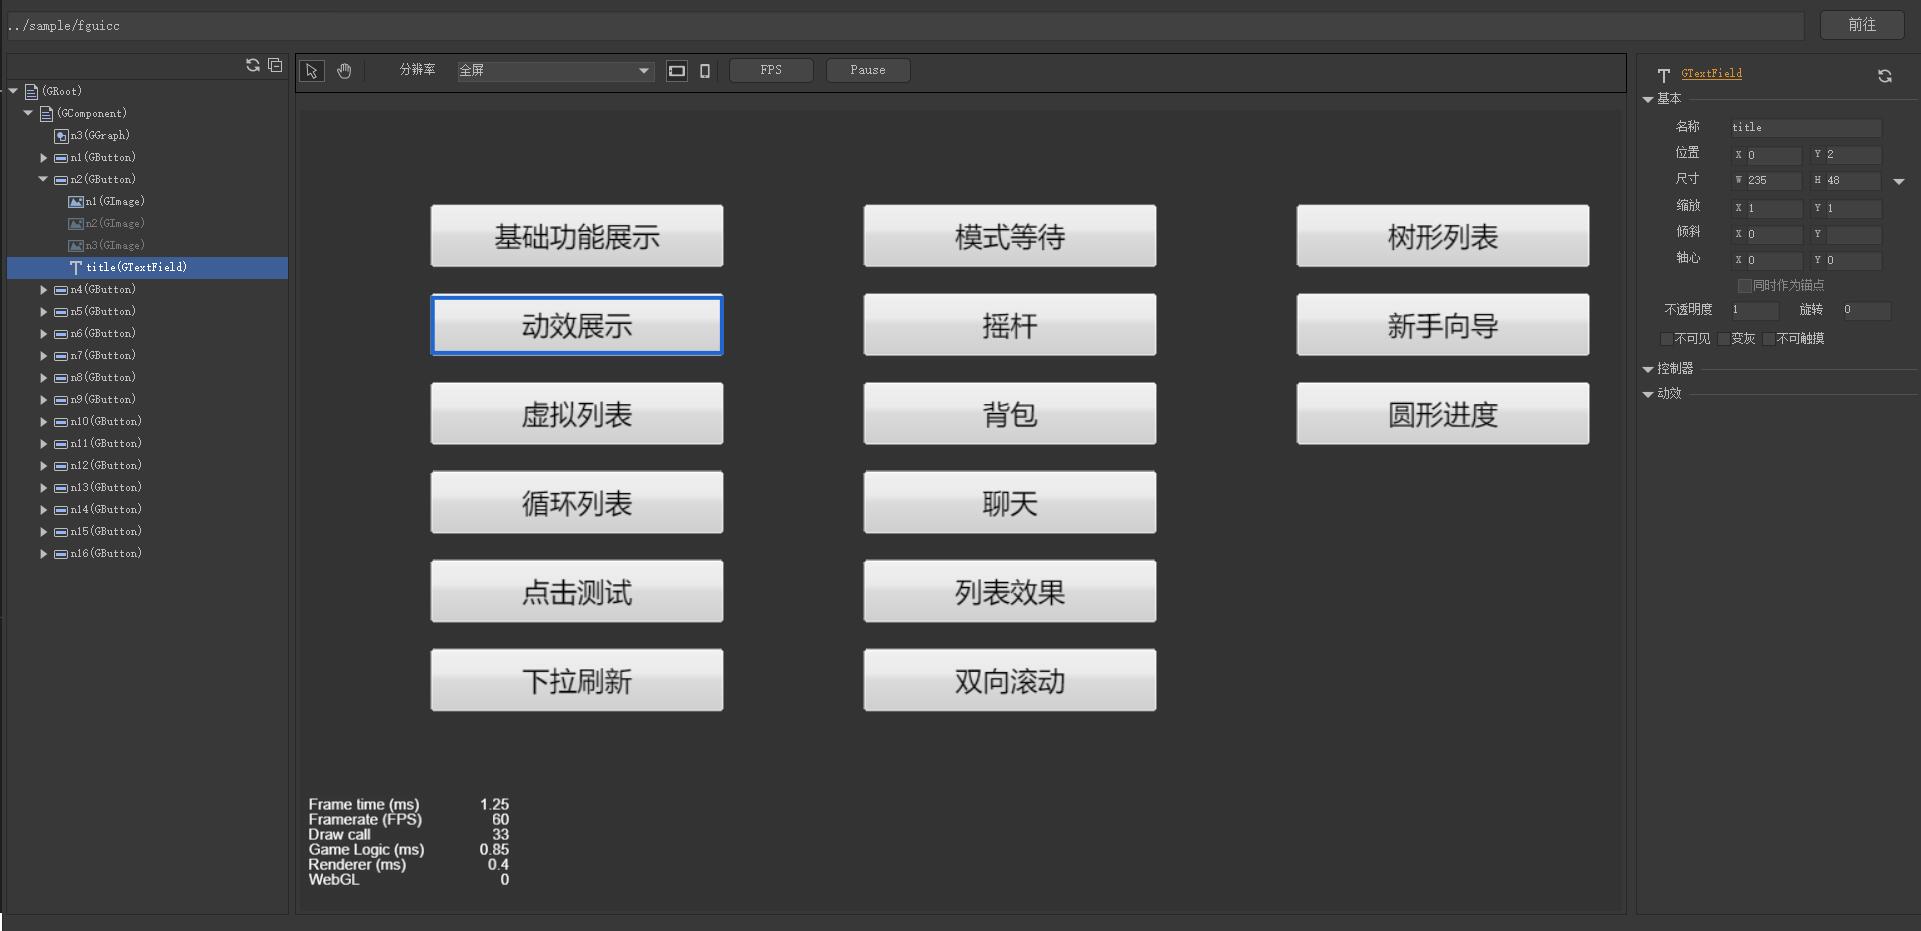 ../sample/fguicc
前往
(GRoot)
(GComponent)
n3(GGraph)
n1(GButton)
n2(GButton)
n1(GImage)
n2(GImage)
n3(GImage)
title(GTextField)
n4(GButton)
n5(GButton)
n6(GButton)
n7(GButton)
n8(GButton)
n9(GButton)
n10(GButton)
n11(GButton)
n12(GButton)
n13(GButton)
n14(GButton)
n15(GButton)
n16(GButton)
分辨率 全屏 FPS Pause
基础功能展示 模式等待 树形列表
动效展示 摇杆 新手向导
虚拟列表 背包 圆形进度
循环列表 聊天
点击测试 列表效果
下拉刷新 双向滚动
Frame time (ms) 1.25
Framerate (FPS) 60
Draw call 33
Game Logic (ms) 0.85
Renderer (ms) 0.4
WebGL 0
GTextField
基本
名称 title
位置 X 0 Y 2
尺寸 W 235 H 48
缩放 X 1 Y 1
倾斜 X 0 Y
轴心 X 0 Y 0
同时作为锚点
不透明度 1 旋转 0
不可见 变灰 不可触摸
控制器
动效